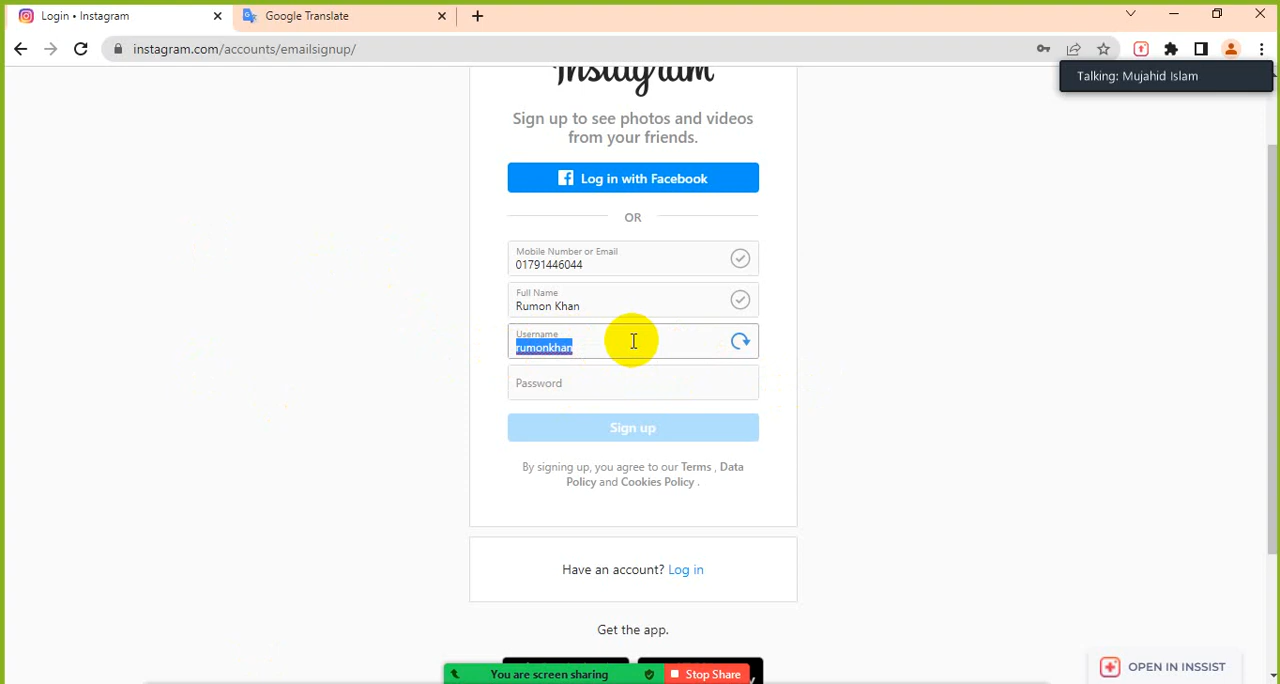 Login • Instagram
Google Translate
instagram.com/accounts/emailsignup/
Talking: Mujahid Islam
Instagram
Sign up to see photos and videos
from your friends.
Log in with Facebook
OR
Mobile Number or Email
01791446044
Full Name
Rumon Khan
Username
rumonkhan
Password
Sign up
By signing up, you agree to our Terms , Data
Policy and Cookies Policy .
Have an account? Log in
Get the app.
You are screen sharing
Stop Share
OPEN IN INSSIST